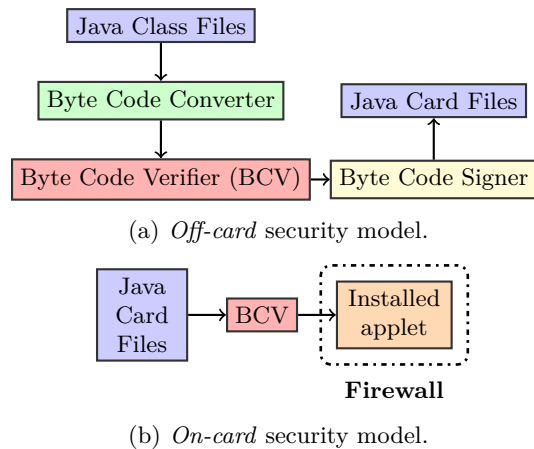 Java Class Files
Byte Code Converter
Java Card Files
Byte Code Verifier (BCV)
Byte Code Signer
(a) Off-card security model.
Java
Card
Files
BCV
Installed
applet
Firewall
(b) On-card security model.